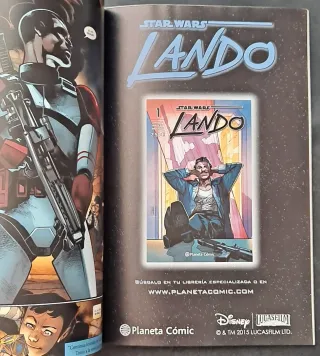 STAR WARS
LANDO
STAR WARS
1
LANDO
Planeta Cómic
BÚSCALO EN TU LIBRERÍA ESPECIALIZADA O EN
WWW.PLANETACOMIC.COM
Planeta Cómic
Disney
LUCASFILM
© & TM 2015 LUCASFILM LTD.